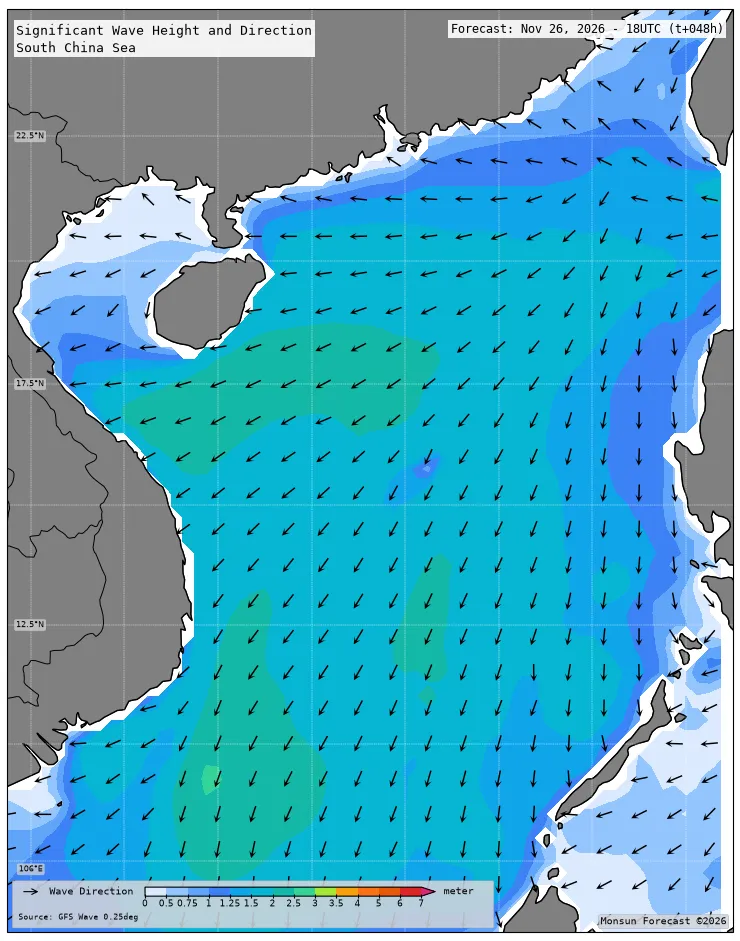 Significant Wave Height and Direction
South China Sea
Forecast: Nov 26, 2026 - 18UTC (t+048h)
22.5°N
17.5°N
12.5°N
106°E
Wave Direction
0 0.5 0.75 1 1.25 1.5 2 2.5 3 3.5 4 5 6 7
meter
Source: GFS Wave 0.25deg
Monsun Forecast ©2026